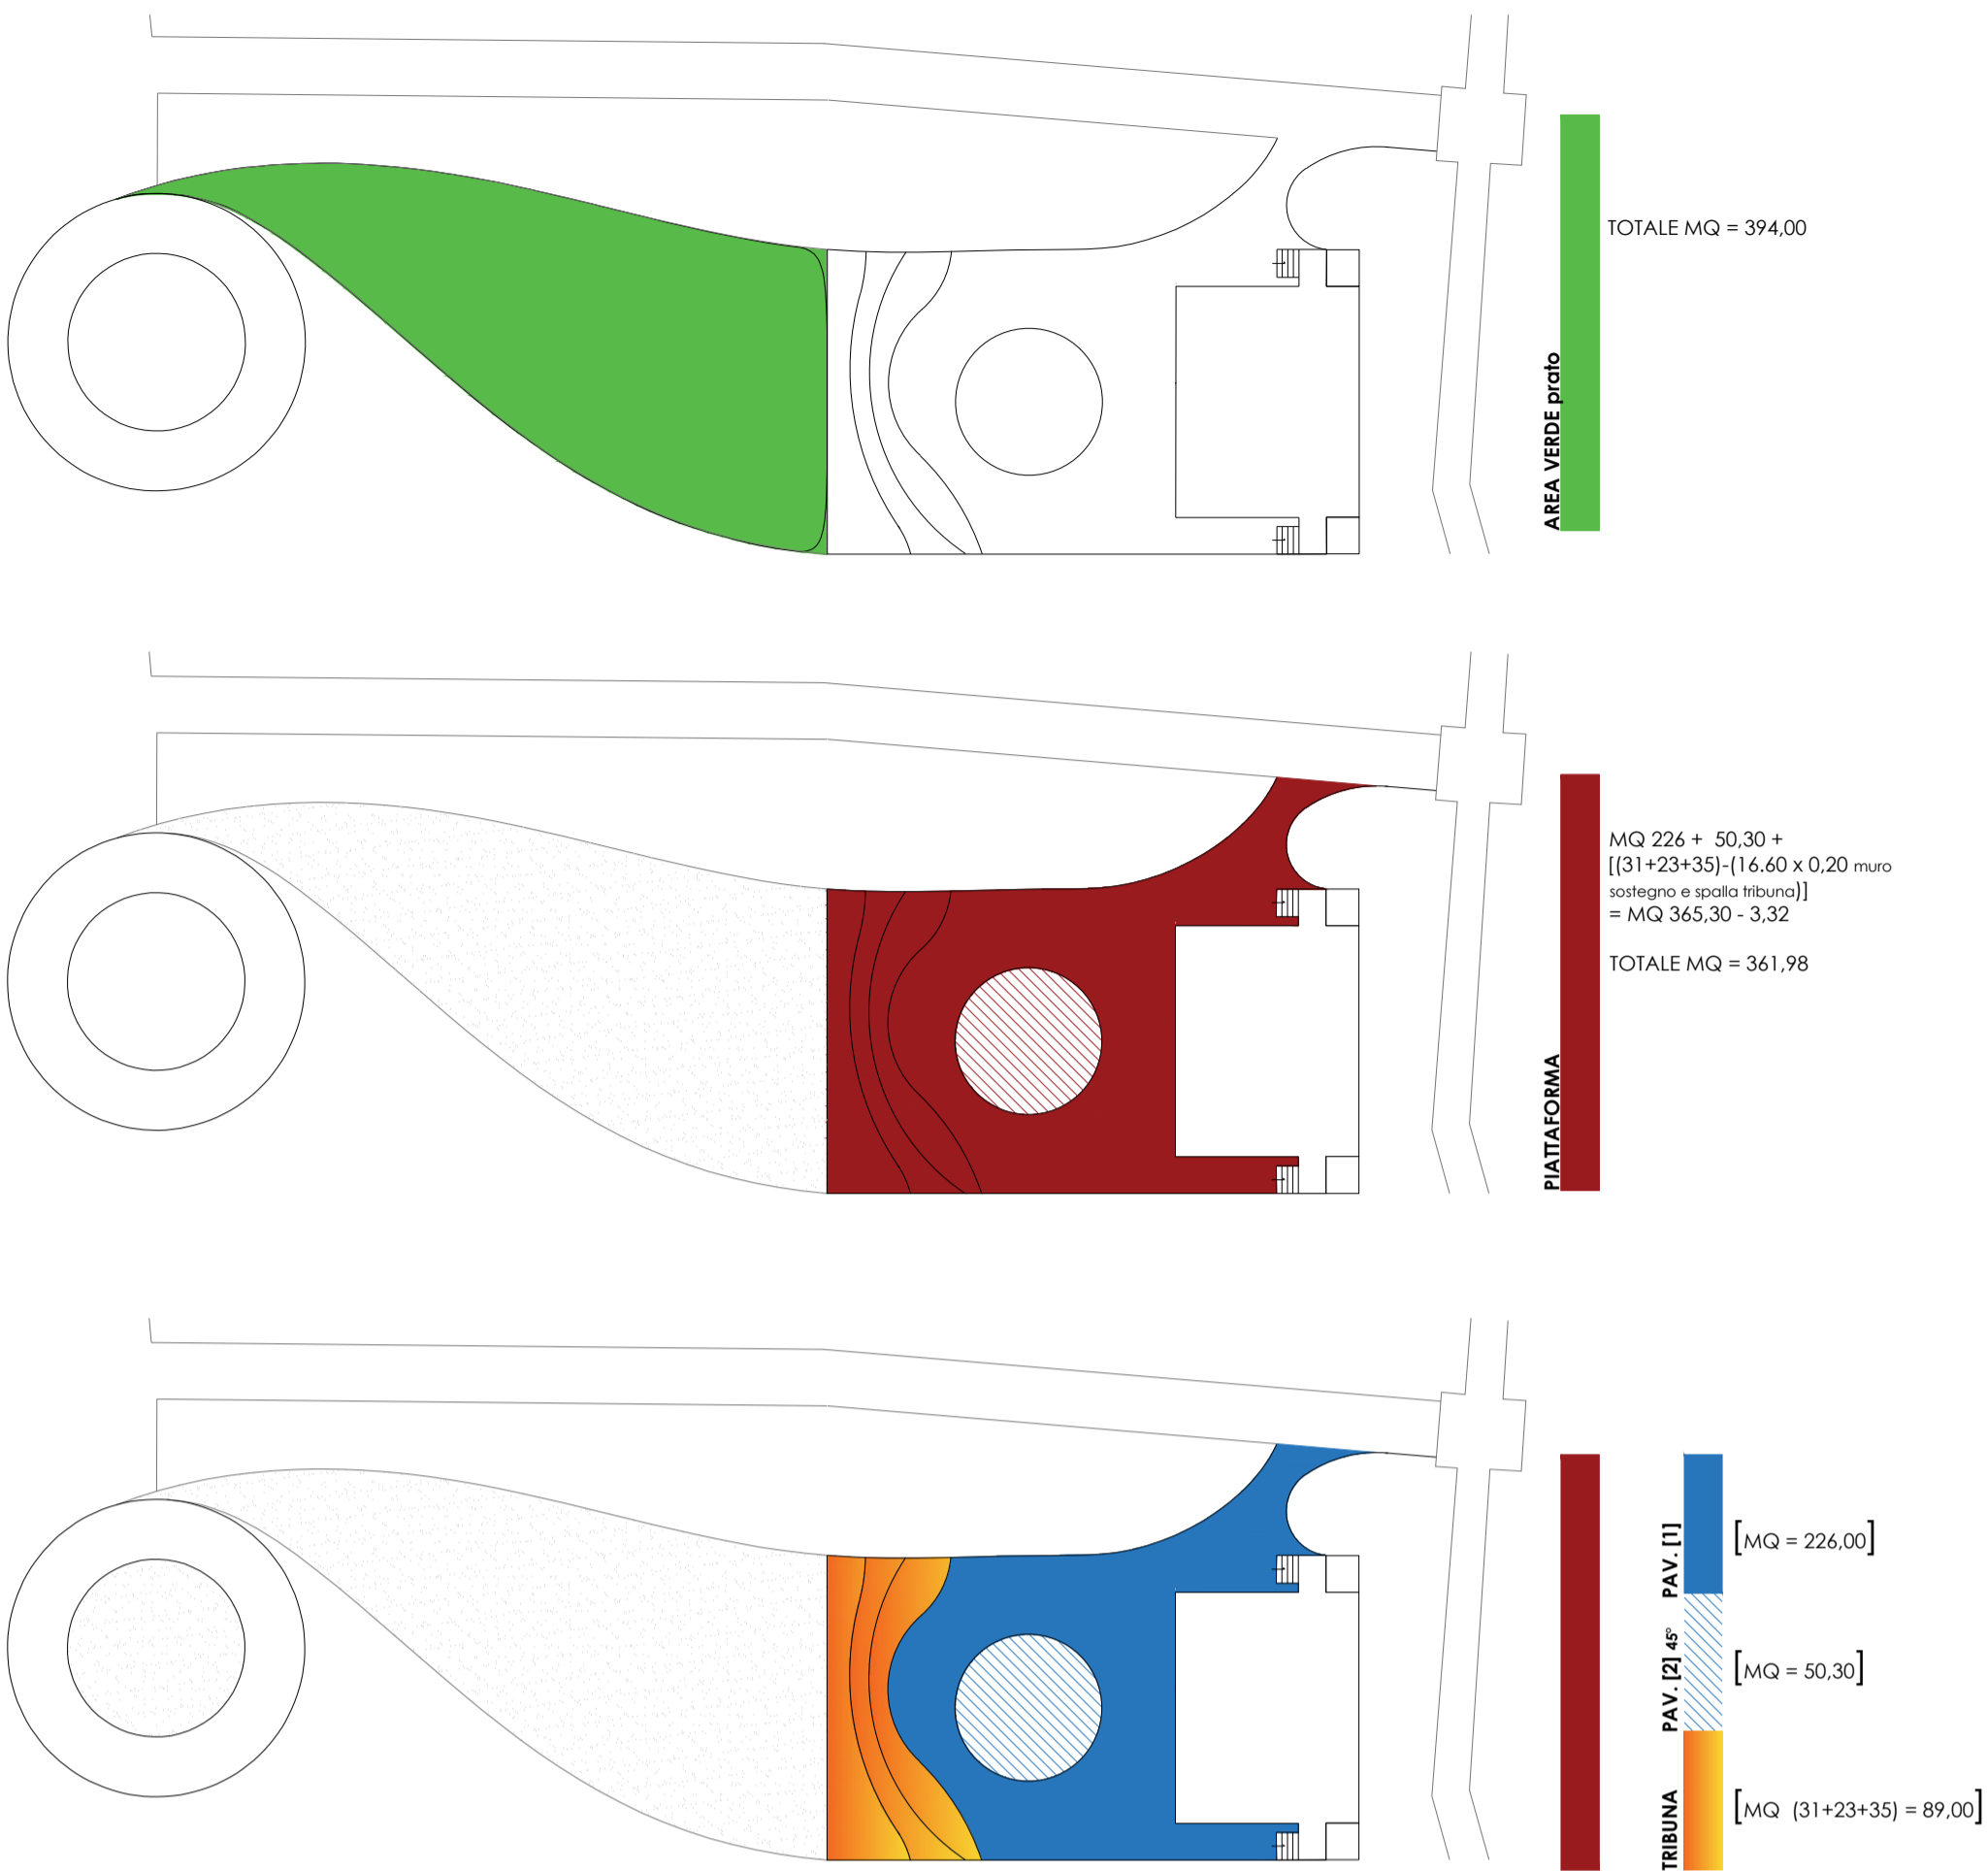 TOTALE MQ = 394,00
AREA VERDE prato
MQ 226 + 50,30 +
[(31+23+35)-(16.60 x 0,20 muro
sostegno e spalla tribuna)]
= MQ 365,30 - 3,32
TOTALE MQ = 361,98
PIATTAFORMA
PAV. [1]
[MQ = 226,00]
PAV. [2] 45°
[MQ = 50,30]
TRIBUNA
[MQ (31+23+35) = 89,00]